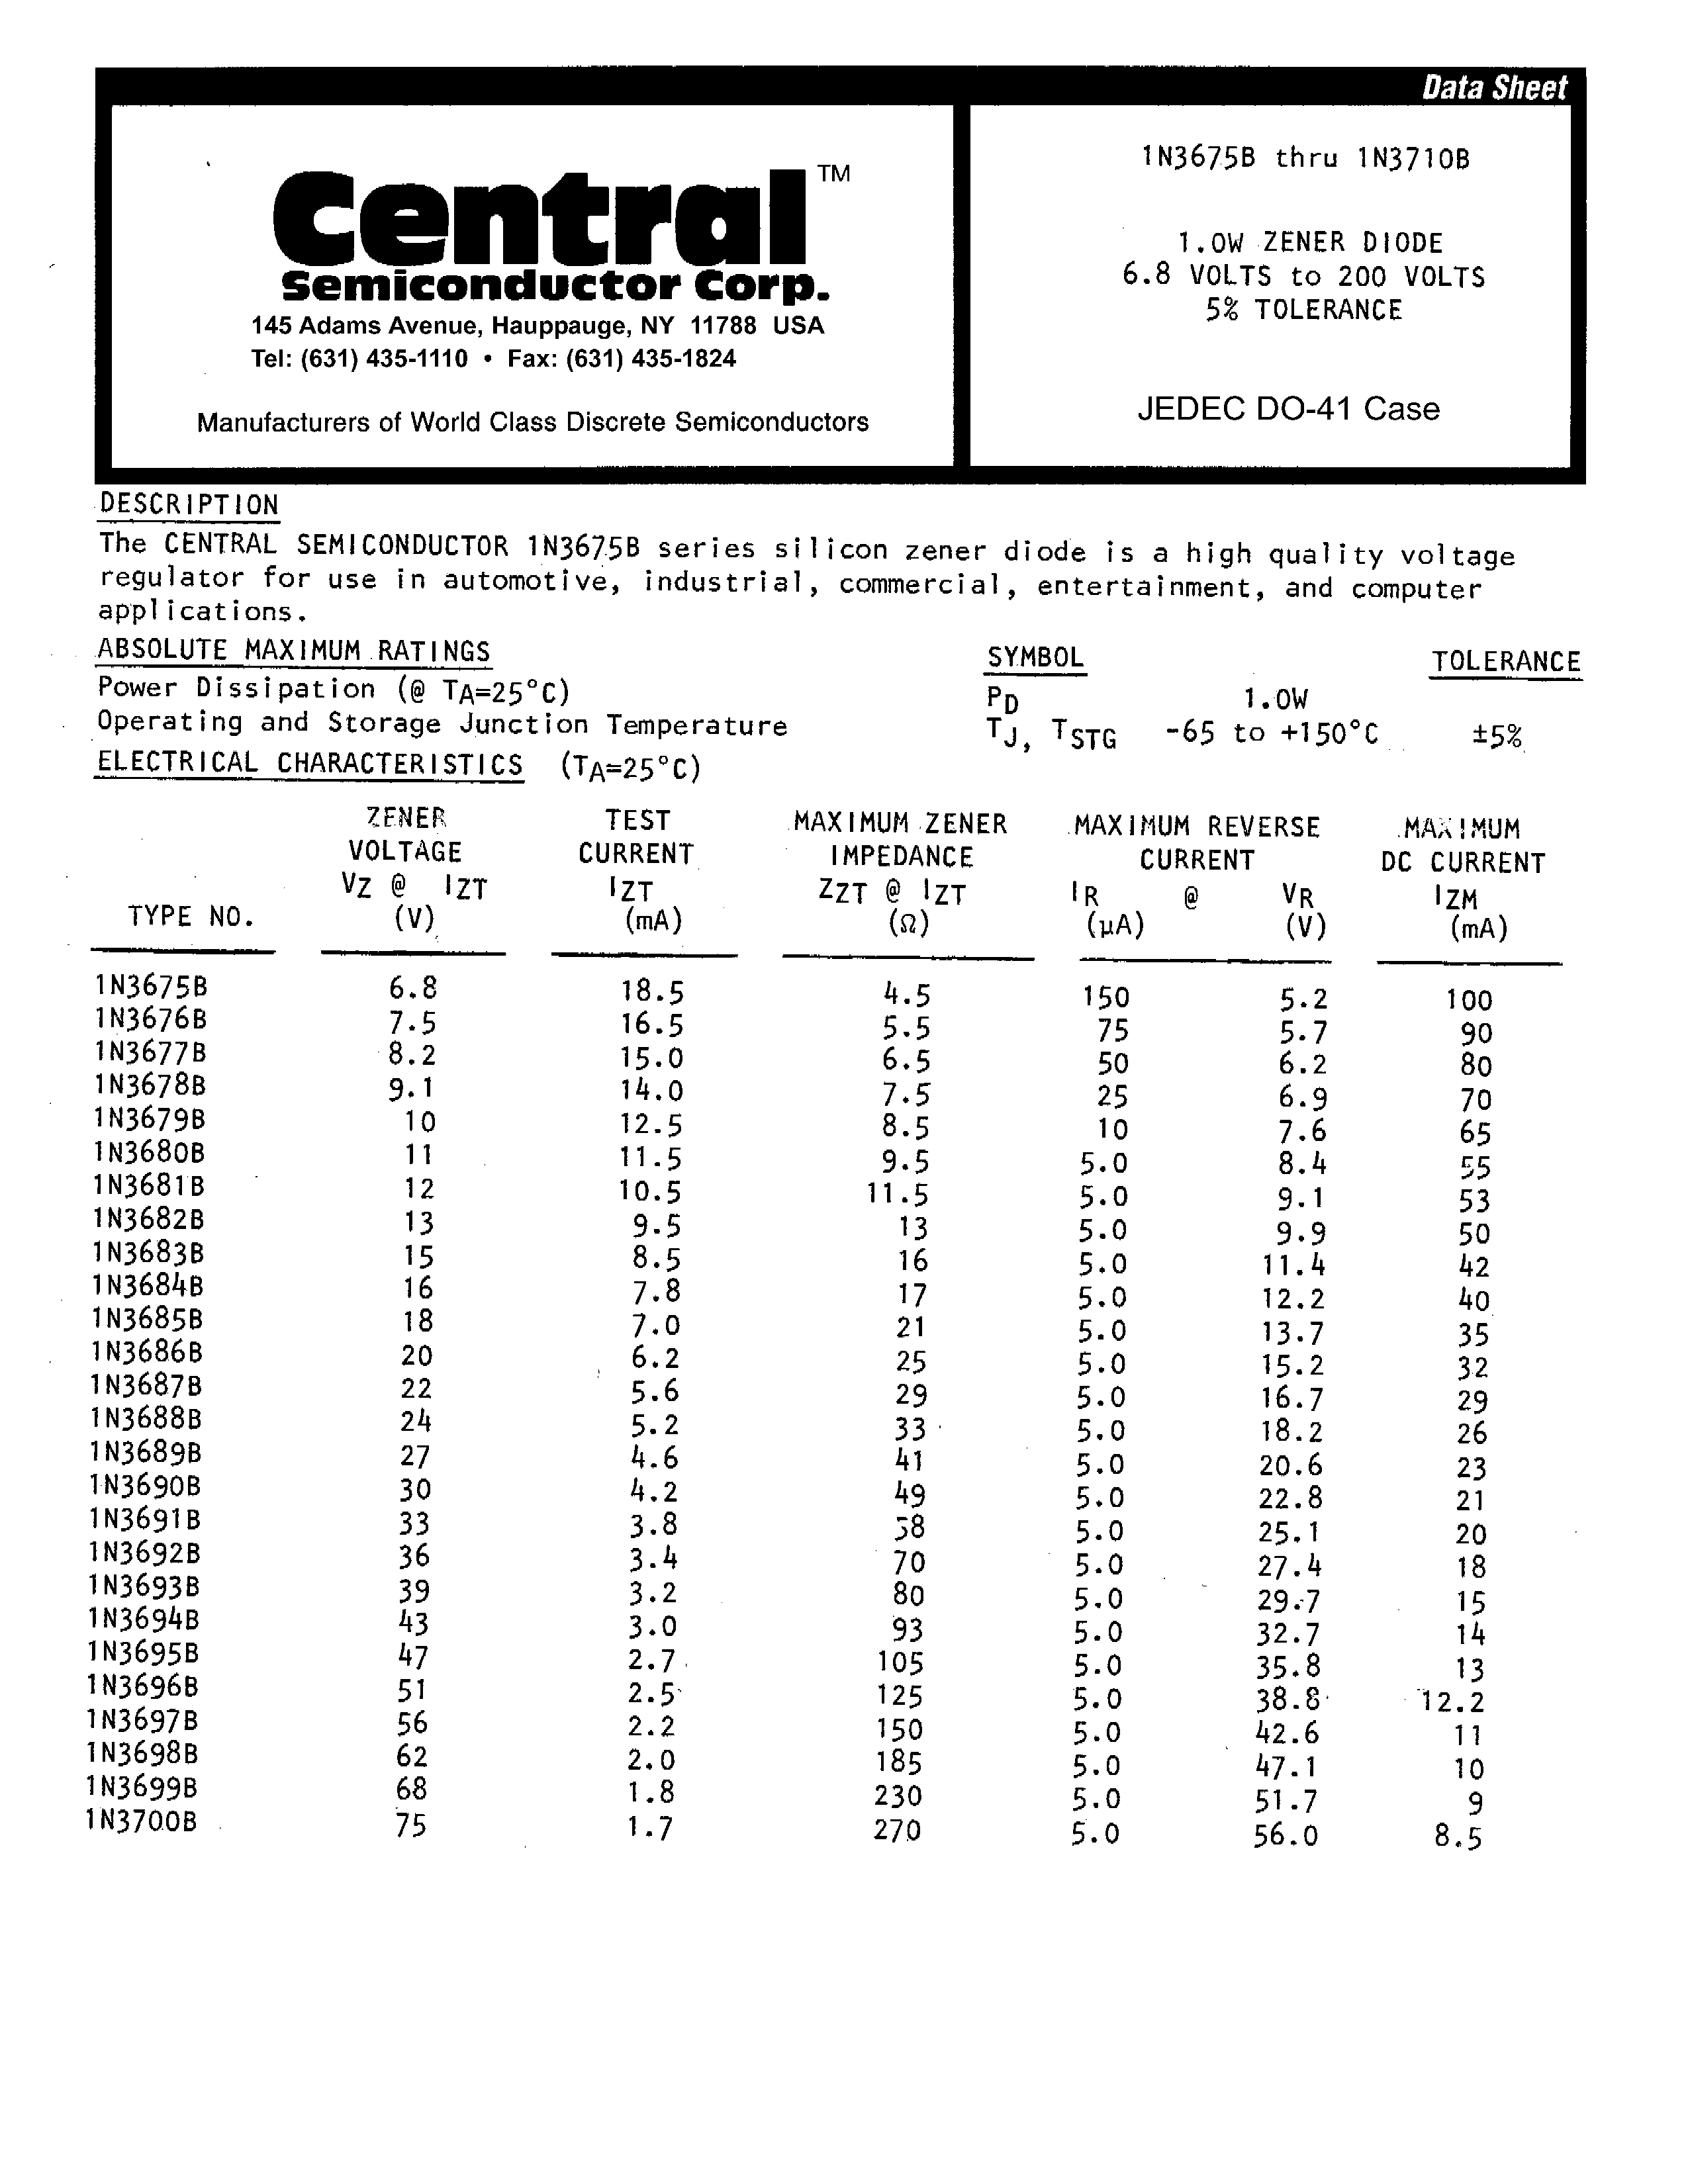 Data Sheet
Central™
Semiconductor Corp.
145 Adams Avenue, Hauppauge, NY 11788 USA
Tel: (631) 435-1110 • Fax: (631) 435-1824
Manufacturers of World Class Discrete Semiconductors
1N3675B thru 1N3710B
1.0W ZENER DIODE
6.8 VOLTS to 200 VOLTS
5% TOLERANCE
JEDEC DO-41 Case
DESCRIPTION
The CENTRAL SEMICONDUCTOR 1N3675B series silicon zener diode is a high quality voltage
regulator for use in automotive, industrial, commercial, entertainment, and computer
applications.
ABSOLUTE MAXIMUM RATINGS SYMBOL TOLERANCE
Power Dissipation (@ TA=25°C) PD 1.0W
Operating and Storage Junction Temperature TJ, TSTG -65 to +150°C ±5%
ELECTRICAL CHARACTERISTICS (TA=25°C)
ZENER TEST MAXIMUM ZENER MAXIMUM REVERSE MAXIMUM
VOLTAGE CURRENT IMPEDANCE CURRENT DC CURRENT
VZ @ IZT IZT ZZT @ IZT IR @ VR IZM
TYPE NO. (V) (mA) (Ω) (µA) (V) (mA)
1N3675B 6.8 18.5 4.5 150 5.2 100
1N3676B 7.5 16.5 5.5 75 5.7 90
1N3677B 8.2 15.0 6.5 50 6.2 80
1N3678B 9.1 14.0 7.5 25 6.9 70
1N3679B 10 12.5 8.5 10 7.6 65
1N3680B 11 11.5 9.5 5.0 8.4 55
1N3681B 12 10.5 11.5 5.0 9.1 53
1N3682B 13 9.5 13 5.0 9.9 50
1N3683B 15 8.5 16 5.0 11.4 42
1N3684B 16 7.8 17 5.0 12.2 40
1N3685B 18 7.0 21 5.0 13.7 35
1N3686B 20 6.2 25 5.0 15.2 32
1N3687B 22 5.6 29 5.0 16.7 29
1N3688B 24 5.2 33 5.0 18.2 26
1N3689B 27 4.6 41 5.0 20.6 23
1N3690B 30 4.2 49 5.0 22.8 21
1N3691B 33 3.8 58 5.0 25.1 20
1N3692B 36 3.4 70 5.0 27.4 18
1N3693B 39 3.2 80 5.0 29.7 15
1N3694B 43 3.0 93 5.0 32.7 14
1N3695B 47 2.7 105 5.0 35.8 13
1N3696B 51 2.5 125 5.0 38.8 12.2
1N3697B 56 2.2 150 5.0 42.6 11
1N3698B 62 2.0 185 5.0 47.1 10
1N3699B 68 1.8 230 5.0 51.7 9
1N3700B 75 1.7 270 5.0 56.0 8.5